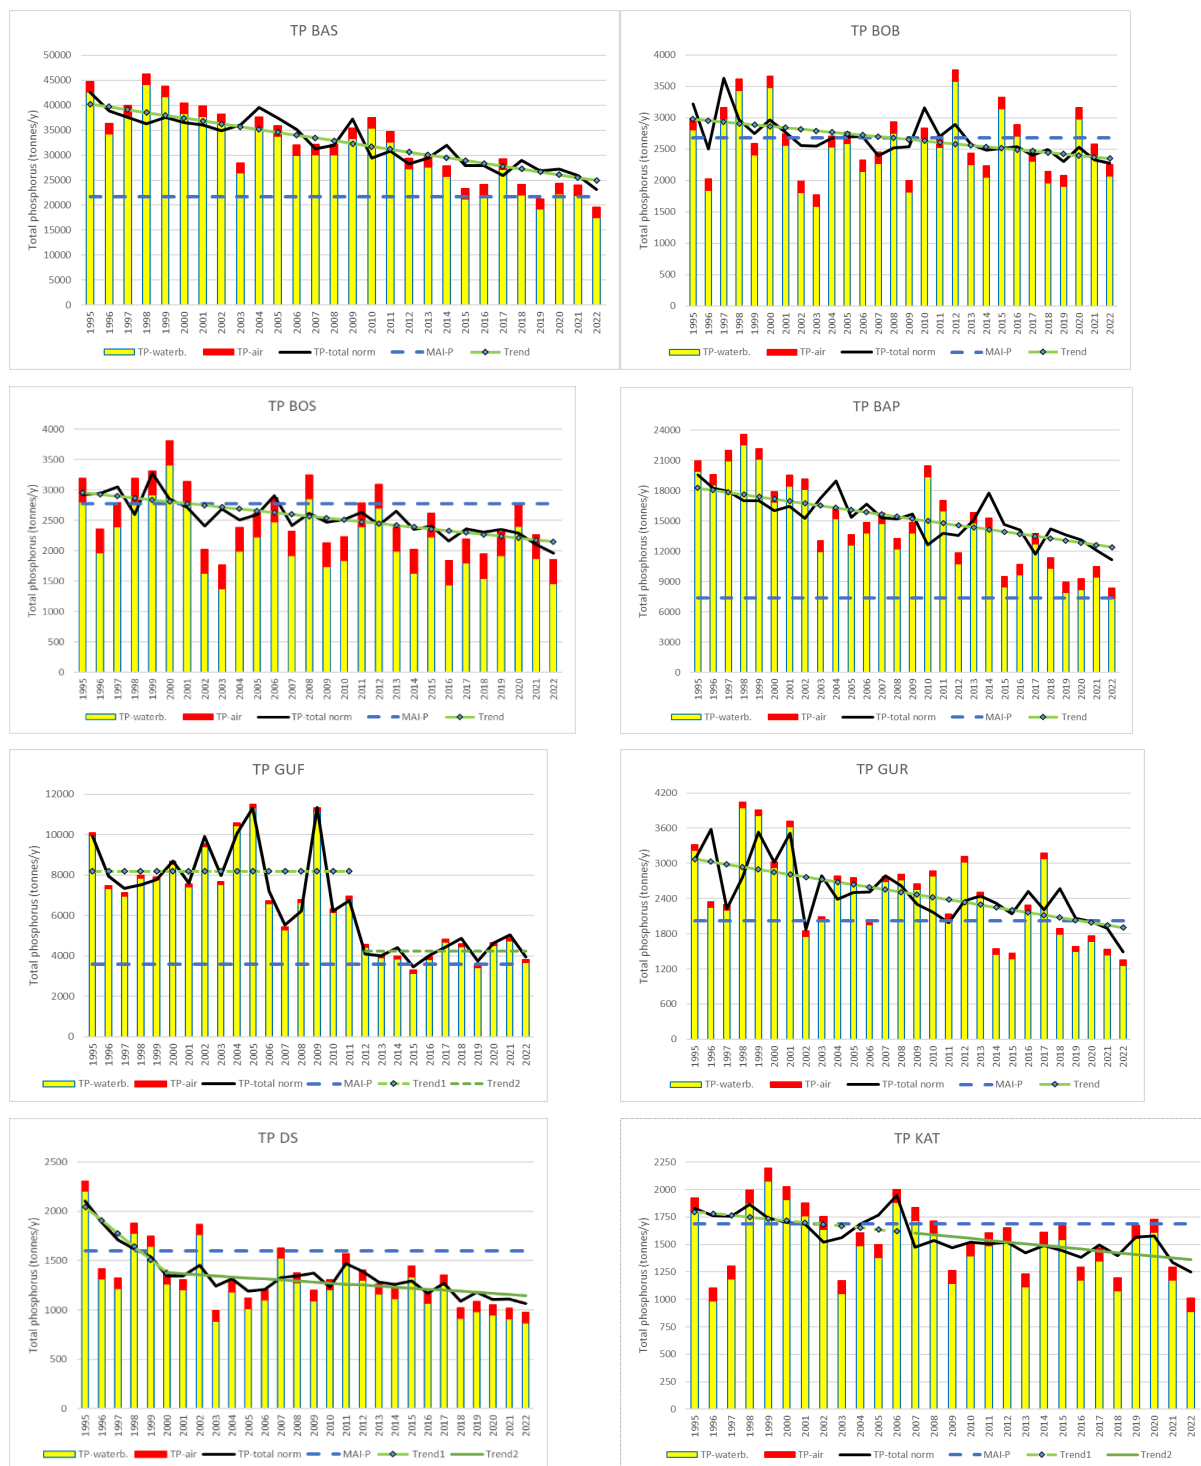 TP BAS
Total phosphorus (tonnes/y)
50000
45000
40000
35000
30000
25000
20000
15000
10000
5000
0
1995 1996 1997 1998 1999 2000 2001 2002 2003 2004 2005 2006 2007 2008 2009 2010 2011 2012 2013 2014 2015 2016 2017 2018 2019 2020 2021 2022
TP-waterb. TP-air TP-total norm MAI-P Trend
TP BOB
Total phosphorus (tonnes/y)
4000
3500
3000
2500
2000
1500
1000
500
0
1995 1996 1997 1998 1999 2000 2001 2002 2003 2004 2005 2006 2007 2008 2009 2010 2011 2012 2013 2014 2015 2016 2017 2018 2019 2020 2021 2022
TP-waterb. TP-air TP-total norm MAI-P Trend
TP BOS
Total phosphorus (tonnes/y)
4000
3500
3000
2500
2000
1500
1000
500
0
1995 1996 1997 1998 1999 2000 2001 2002 2003 2004 2005 2006 2007 2008 2009 2010 2011 2012 2013 2014 2015 2016 2017 2018 2019 2020 2021 2022
TP-waterb. TP-air TP-total norm MAI-P Trend
TP BAP
Total phosphorus (tonnes/y)
24000
21000
18000
15000
12000
9000
6000
3000
0
1995 1996 1997 1998 1999 2000 2001 2002 2003 2004 2005 2006 2007 2008 2009 2010 2011 2012 2013 2014 2015 2016 2017 2018 2019 2020 2021 2022
TP-waterb. TP-air TP-total norm MAI-P Trend
TP GUF
Total phosphorus (tonnes/y)
12000
10000
8000
6000
4000
2000
0
1995 1996 1997 1998 1999 2000 2001 2002 2003 2004 2005 2006 2007 2008 2009 2010 2011 2012 2013 2014 2015 2016 2017 2018 2019 2020 2021 2022
TP-waterb. TP-air TP-total norm MAI-P Trend1 Trend2
TP GUR
Total phosphorus (tonnes/y)
4200
3600
3000
2400
1800
1200
600
0
1995 1996 1997 1998 1999 2000 2001 2002 2003 2004 2005 2006 2007 2008 2009 2010 2011 2012 2013 2014 2015 2016 2017 2018 2019 2020 2021 2022
TP-waterb. TP-air TP-total norm MAI-P Trend
TP DS
Total phosphorus (tonnes/y)
2500
2000
1500
1000
500
0
1995 1996 1997 1998 1999 2000 2001 2002 2003 2004 2005 2006 2007 2008 2009 2010 2011 2012 2013 2014 2015 2016 2017 2018 2019 2020 2021 2022
TP-waterb. TP-air TP-total norm MAI-P Trend1 Trend2
TP KAT
Total phosphorus (tonnes/y)
2250
2000
1750
1500
1250
1000
750
500
250
0
1995 1996 1997 1998 1999 2000 2001 2002 2003 2004 2005 2006 2007 2008 2009 2010 2011 2012 2013 2014 2015 2016 2017 2018 2019 2020 2021 2022
TP-waterb. TP-air TP-total norm MAI-P Trend1 Trend2